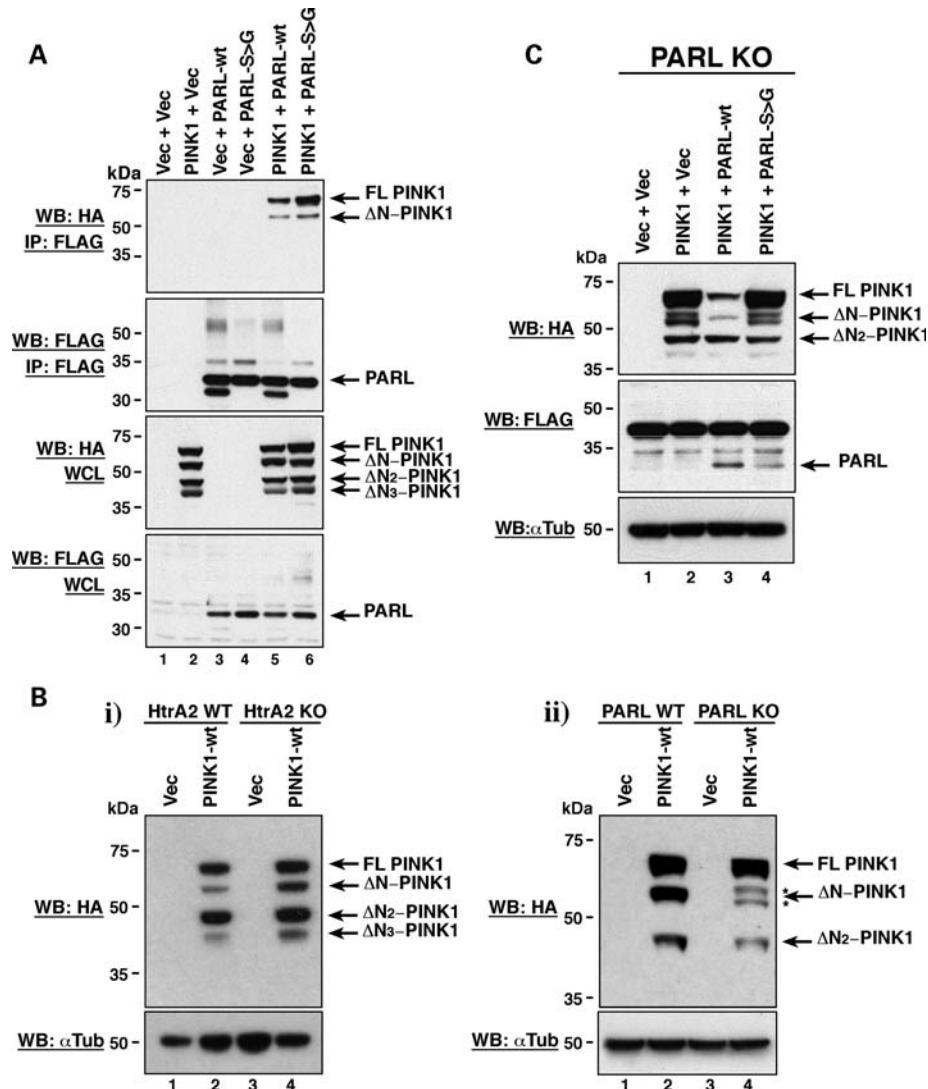 A
Vec + Vec
PINK1 + Vec
Vec + PARL-wt
Vec + PARL-S>G
PINK1 + PARL-wt
PINK1 + PARL-S>G
kDa
75
50
35
WB: HA
IP: FLAG
FL PINK1
ΔN-PINK1
50
35
30
WB: FLAG
IP: FLAG
PARL
75
50
35
WB: HA
WCL
FL PINK1
ΔN-PINK1
ΔN2-PINK1
ΔN3-PINK1
50
35
30
WB: FLAG
WCL
PARL
1 2 3 4 5 6
C
PARL KO
Vec + Vec
PINK1 + Vec
PINK1 + PARL-wt
PINK1 + PARL-S>G
kDa
75
50
35
WB: HA
FL PINK1
ΔN-PINK1
ΔN2-PINK1
50
35
WB: FLAG
PARL
WB:αTub
50
1 2 3 4
B
i)
HtrA2 WT HtrA2 KO
Vec
PINK1-wt
Vec
PINK1-wt
kDa
75
50
35
WB: HA
FL PINK1
ΔN-PINK1
ΔN2-PINK1
ΔN3-PINK1
WB: αTub
50
1 2 3 4
ii)
PARL WT PARL KO
Vec
PINK1-wt
Vec
PINK1-wt
kDa
75
50
35
WB: HA
FL PINK1
*
ΔN-PINK1
*
ΔN2-PINK1
WB: αTub
50
1 2 3 4